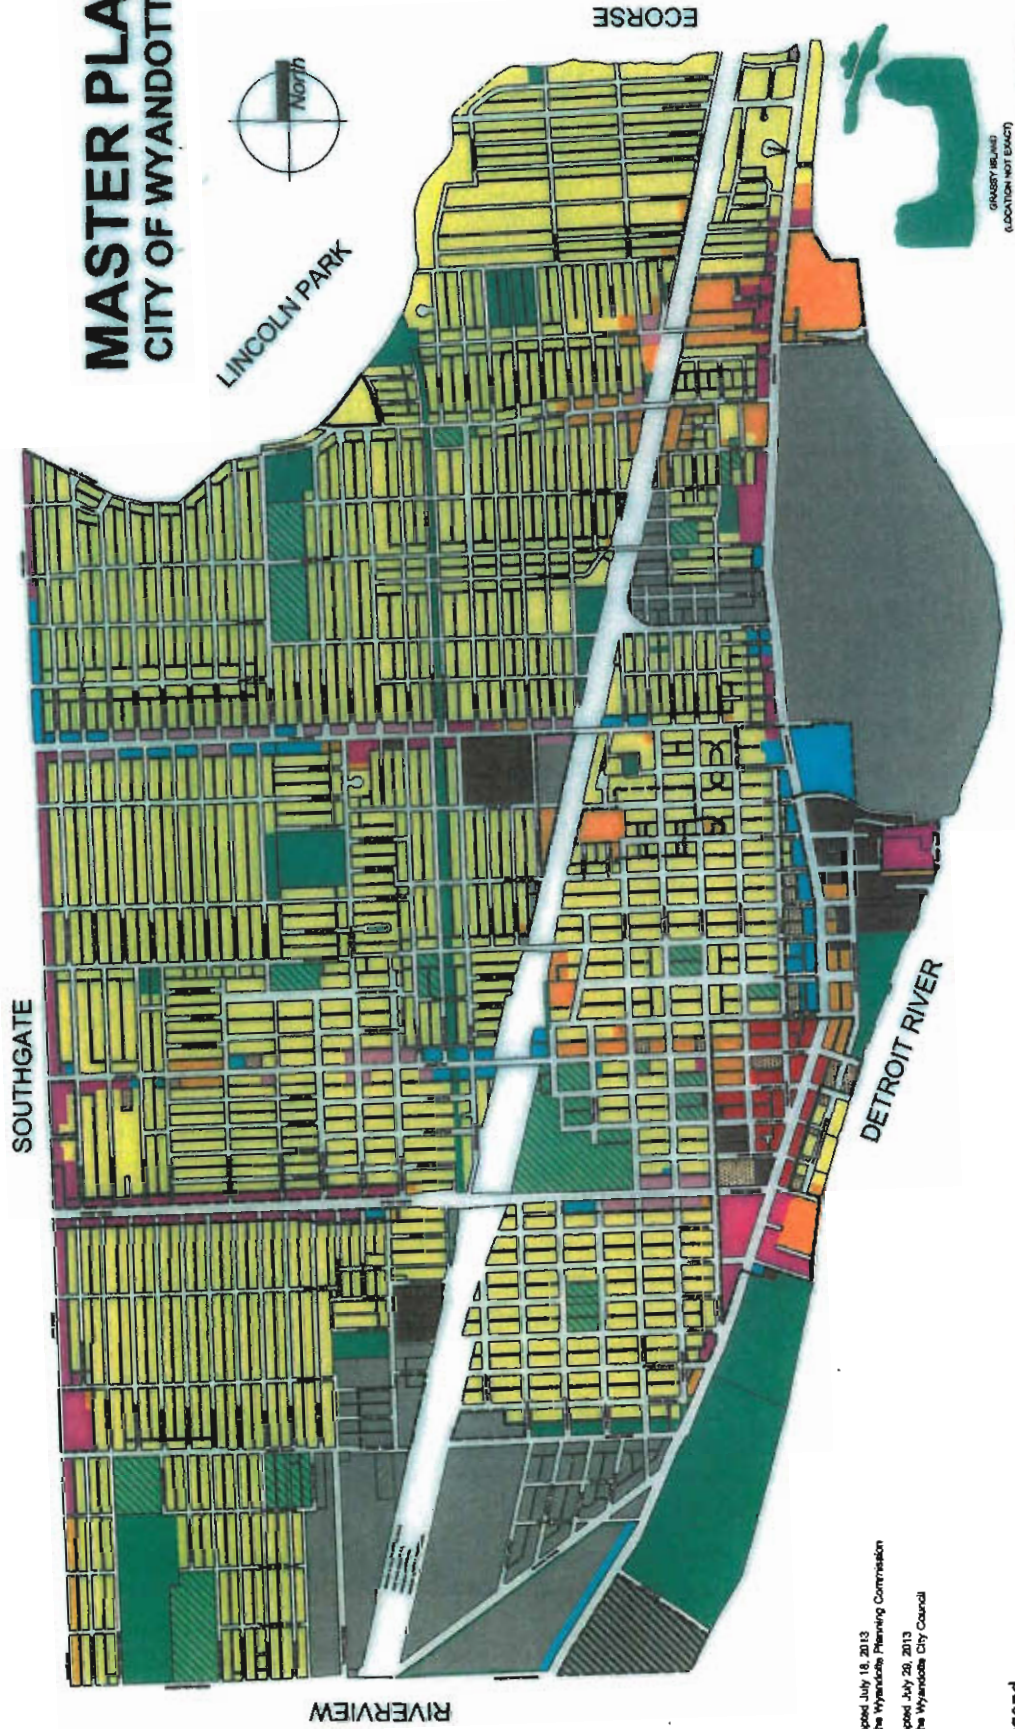 MASTER PLA
CITY OF WYANDOTT
North
ECORSE
LINCOLN PARK
SOUTHGATE
GRASSY ISLAND
(LOCATION NOT EXACT)
DETROIT RIVER
RIVERVIEW
pted July 18, 2013
he Wyandotte Planning Commission
pted July 29, 2013
he Wyandotte City Council
gend